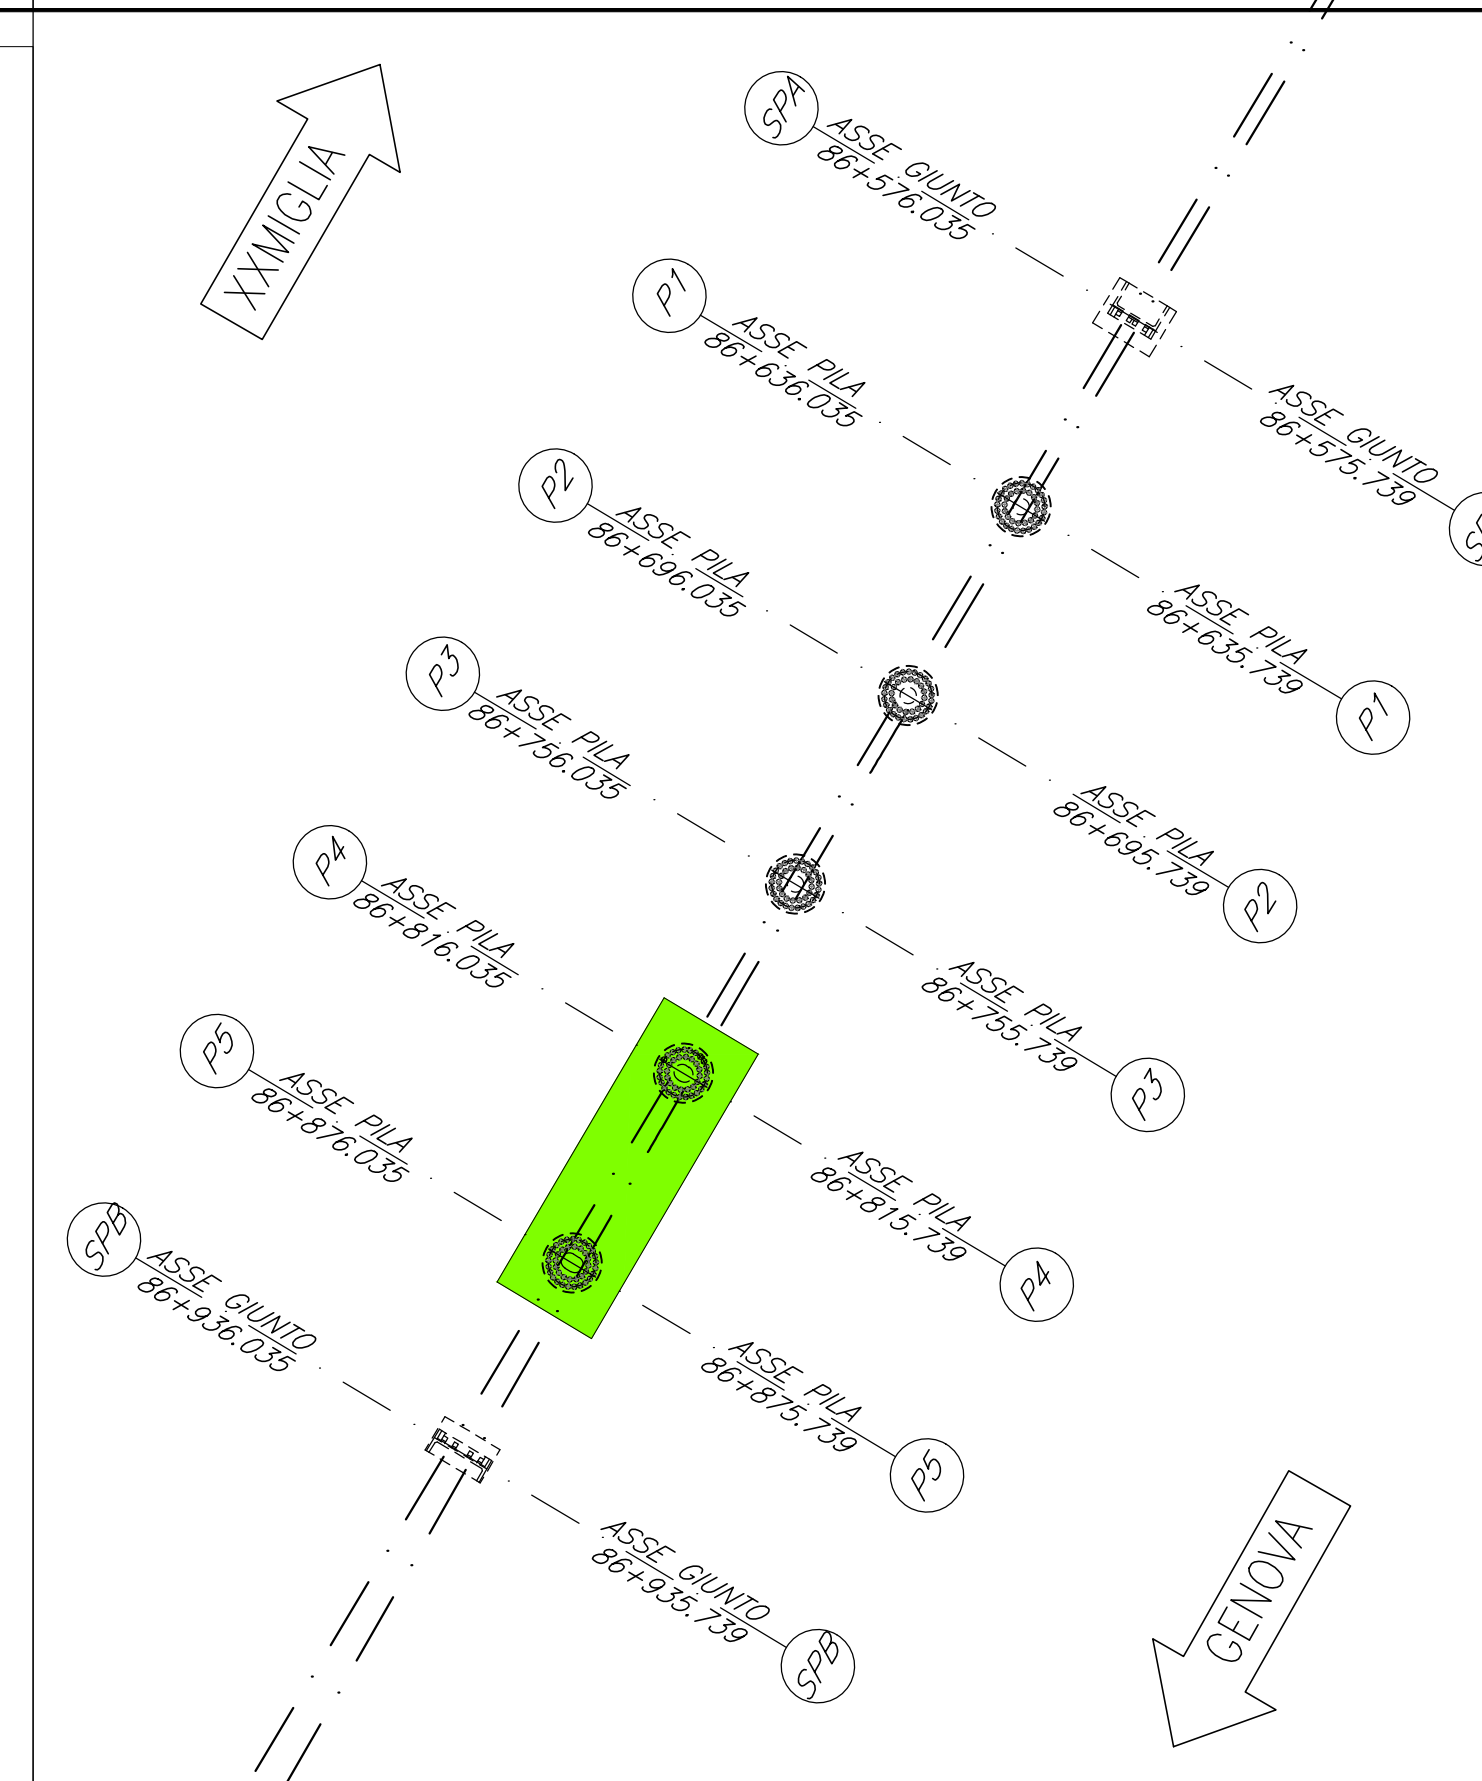 XXMIGLIA
SPA
ASSE GIUNTO
86+576.035
P1
ASSE PILA
86+636.035
P2
ASSE PILA
86+696.035
P3
ASSE PILA
86+756.035
P4
ASSE PILA
86+816.035
P5
ASSE PILA
86+876.035
SPB
ASSE GIUNTO
86+936.035
ASSE GIUNTO
86+575.739
ASSE PILA
86+635.739
P1
ASSE PILA
86+695.739
P2
ASSE PILA
86+755.739
P3
ASSE PILA
86+815.739
P4
ASSE PILA
86+875.739
P5
ASSE GIUNTO
86+935.739
SPB
GENOVA